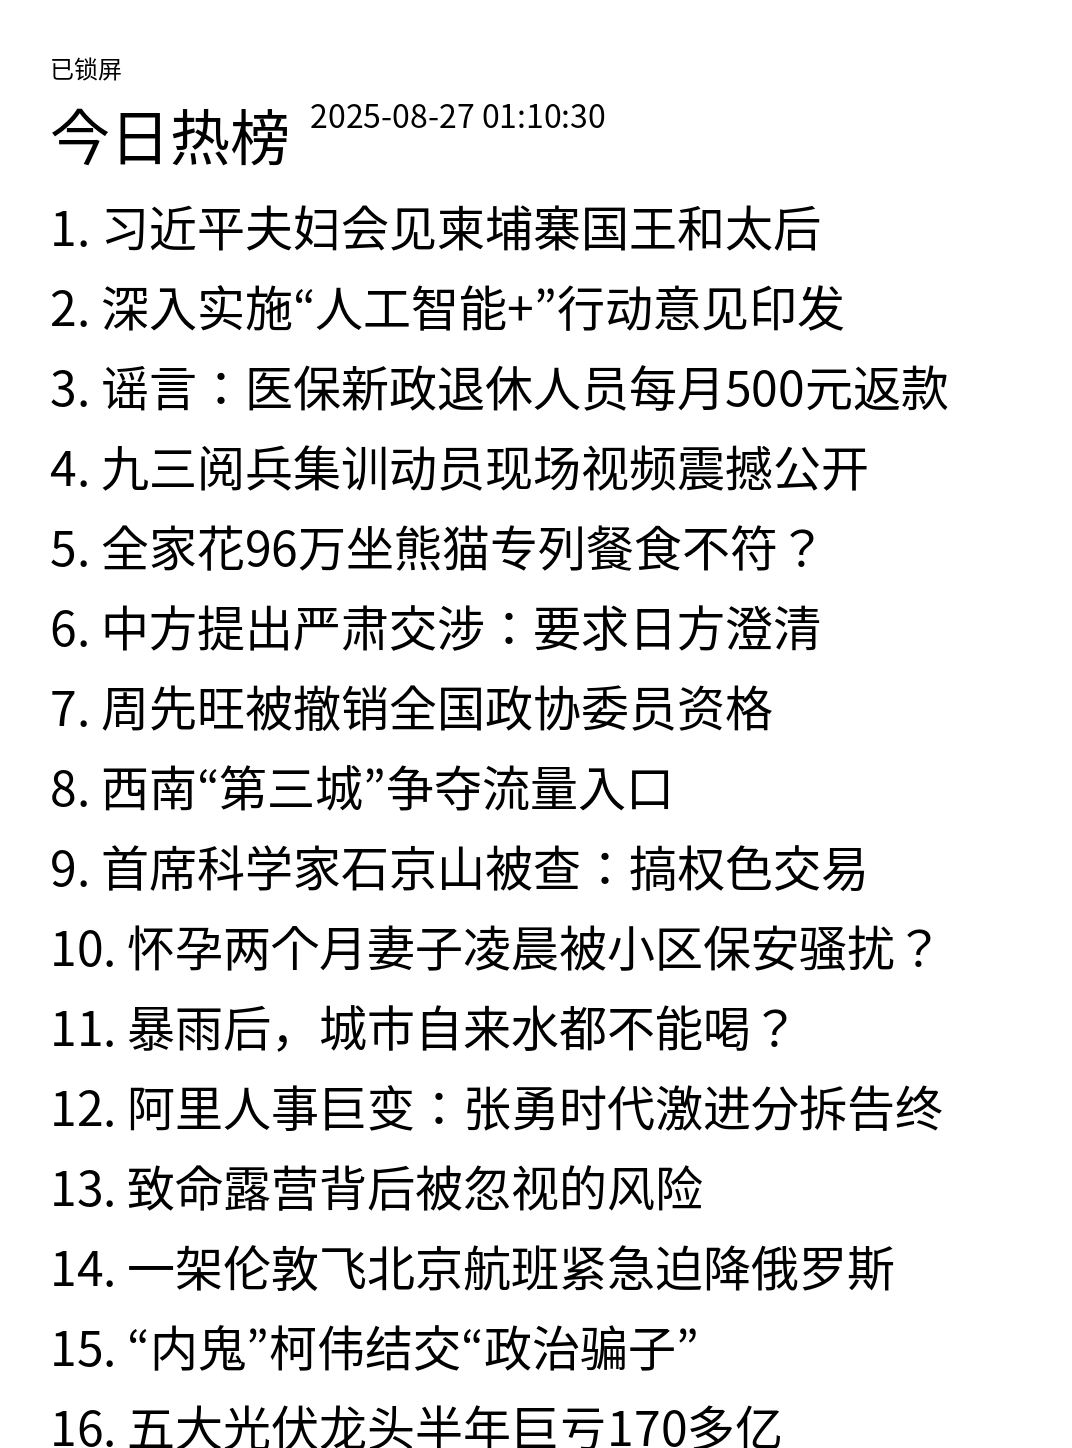 已锁屏
今日热榜 2025-08-27 01:10:30
1. 习近平夫妇会见柬埔寨国王和太后
2. 深入实施“人工智能+”行动意见印发
3. 谣言：医保新政退休人员每月500元返款
4. 九三阅兵集训动员现场视频震撼公开
5. 全家花96万坐熊猫专列餐食不符？
6. 中方提出严肃交涉：要求日方澄清
7. 周先旺被撤销全国政协委员资格
8. 西南“第三城”争夺流量入口
9. 首席科学家石京山被查：搞权色交易
10. 怀孕两个月妻子凌晨被小区保安骚扰？
11. 暴雨后，城市自来水都不能喝？
12. 阿里人事巨变：张勇时代激进分拆告终
13. 致命露营背后被忽视的风险
14. 一架伦敦飞北京航班紧急迫降俄罗斯
15. “内鬼”柯伟结交“政治骗子”
16. 五大光伏龙头半年巨亏170多亿